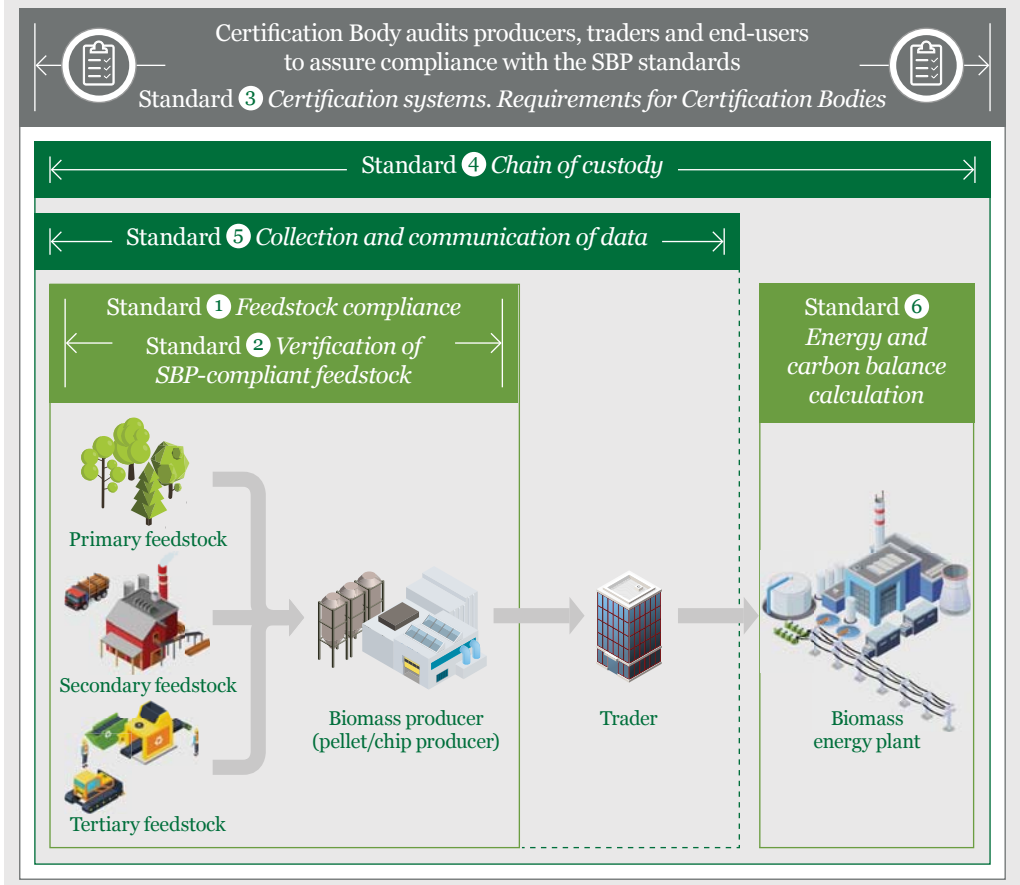 Certification Body audits producers, traders and end-users
to assure compliance with the SBP standards
Standard 3 Certification systems. Requirements for Certification Bodies
Standard 4 Chain of custody
Standard 5 Collection and communication of data
Standard 1 Feedstock compliance
Standard 2 Verification of
SBP-compliant feedstock
Standard 6
Energy and
carbon balance
calculation
Primary feedstock
Secondary feedstock
Tertiary feedstock
Biomass producer
(pellet/chip producer)
Trader
Biomass
energy plant